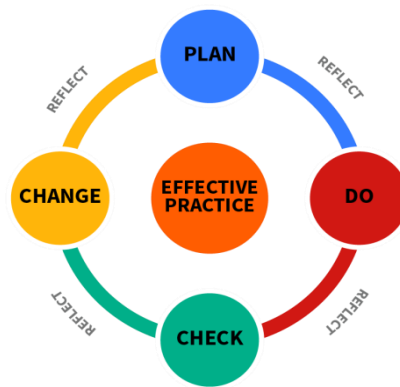 PLAN
REFLECT
REFLECT
CHANGE
EFFECTIVE
PRACTICE
DO
REFLECT
REFLECT
CHECK